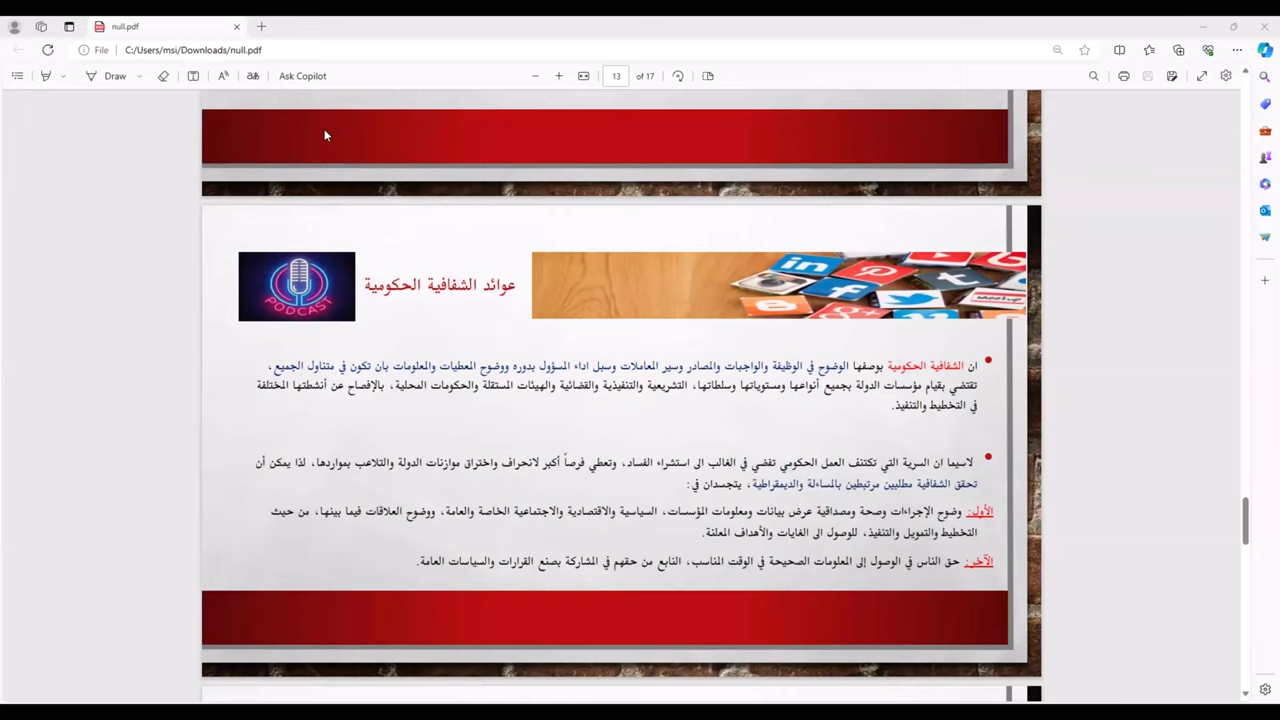 null.pdf
File
C:/Users/msi/Downloads/null.pdf
Draw
Ask Copilot
13 of 17
عوائد الشفافية الحكومية
PODCAST
in
f
t
g+
Meetup
ان الشفافية الحكومية بوصفها الوضوح في الوظيفة والواجبات والمصادر وسير المعاملات وسبل اداء المسؤول بدوره ووضوح المعطيات والمعلومات بان تكون في متناول الجميع،
تقتضي بقيام مؤسسات الدولة بجميع أنواعها ومستوياتها وسلطاتها، التشريعية والتنفيذية والقضائية والهيئات المستقلة والحكومات المحلية، بالإفصاح عن أنشطتها المختلفة
في التخطيط والتنفيذ.
لاسيما ان السرية التي تكتنف العمل الحكومي تفضي في الغالب الى استشراء الفساد، وتعطي فرصاً أكبر لانحراف واختراق موازنات الدولة والتلاعب بمواردها، لذا يمكن أن
تحقق الشفافية مطلبين مرتبطين بالمساءلة والديمقراطية، يتجسدان في:
الأول: وضوح الإجراءات وصحة ومصداقية عرض بيانات ومعلومات المؤسسات، السياسية والاقتصادية والاجتماعية الخاصة والعامة، ووضوح العلاقات فيما بينها، من حيث
التخطيط والتمويل والتنفيذ، للوصول الى الغايات والأهداف المعلنة.
الآخر: حق الناس في الوصول إلى المعلومات الصحيحة في الوقت المناسب، النابع من حقهم في المشاركة بصنع القرارات والسياسات العامة.